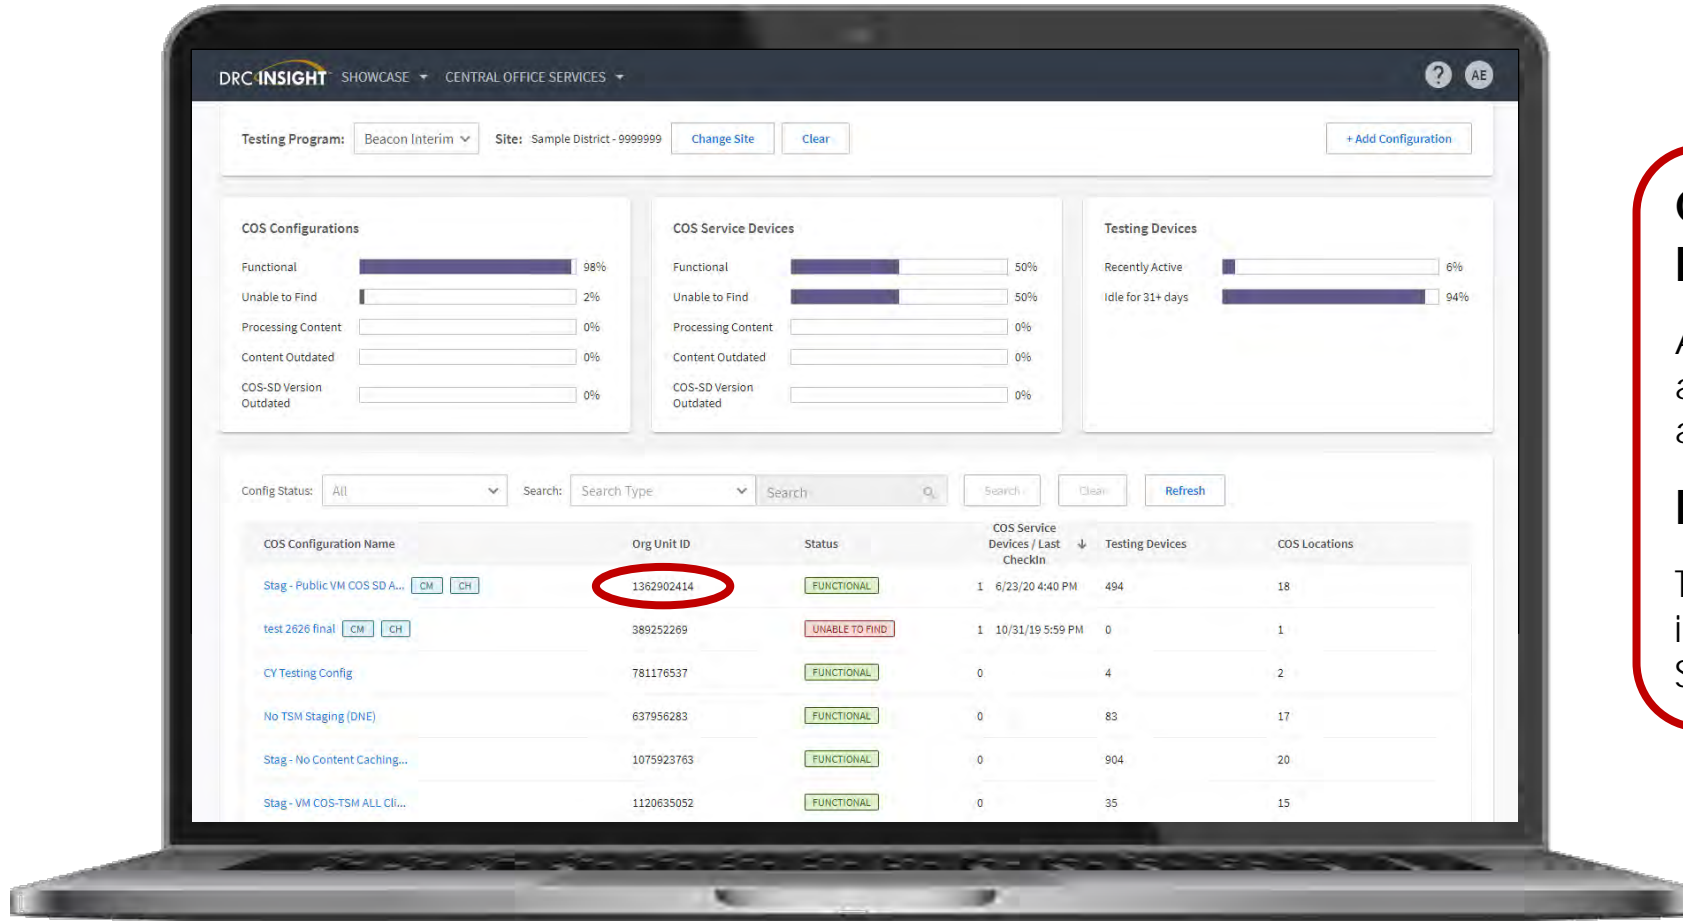 DRC INSIGHT SHOWCASE CENTRAL OFFICE SERVICES ? AE
Testing Program: Beacon Interim Site: Sample District - 9999999 Change Site Clear + Add Configuration
COS Configurations
Functional 98%
Unable to Find 2%
Processing Content 0%
Content Outdated 0%
COS-SD Version
Outdated 0%
COS Service Devices
Functional 50%
Unable to Find 50%
Processing Content 0%
Content Outdated 0%
COS-SD Version
Outdated 0%
Testing Devices
Recently Active 6%
Idle for 31+ days 94%
Config Status: All Search: Search Type Search Search Clear Refresh
COS Configuration Name Org Unit ID Status COS Service Devices / Last CheckIn Testing Devices COS Locations
Stag - Public VM COS SD A... CM CH 1362902414 FUNCTIONAL 1 6/23/20 4:40 PM 494 18
test 2626 final CM CH 389252269 UNABLE TO FIND 1 10/31/19 5:59 PM 0 1
CY Testing Config 781176537 FUNCTIONAL 0 4 2
No TSM Staging (DNE) 637956283 FUNCTIONAL 0 83 17
Stag - No Content Caching... 1075923763 FUNCTIONAL 0 904 20
Stag - VM COS-TSM ALL Cli... 1120635052 FUNCTIONAL 0 35 15